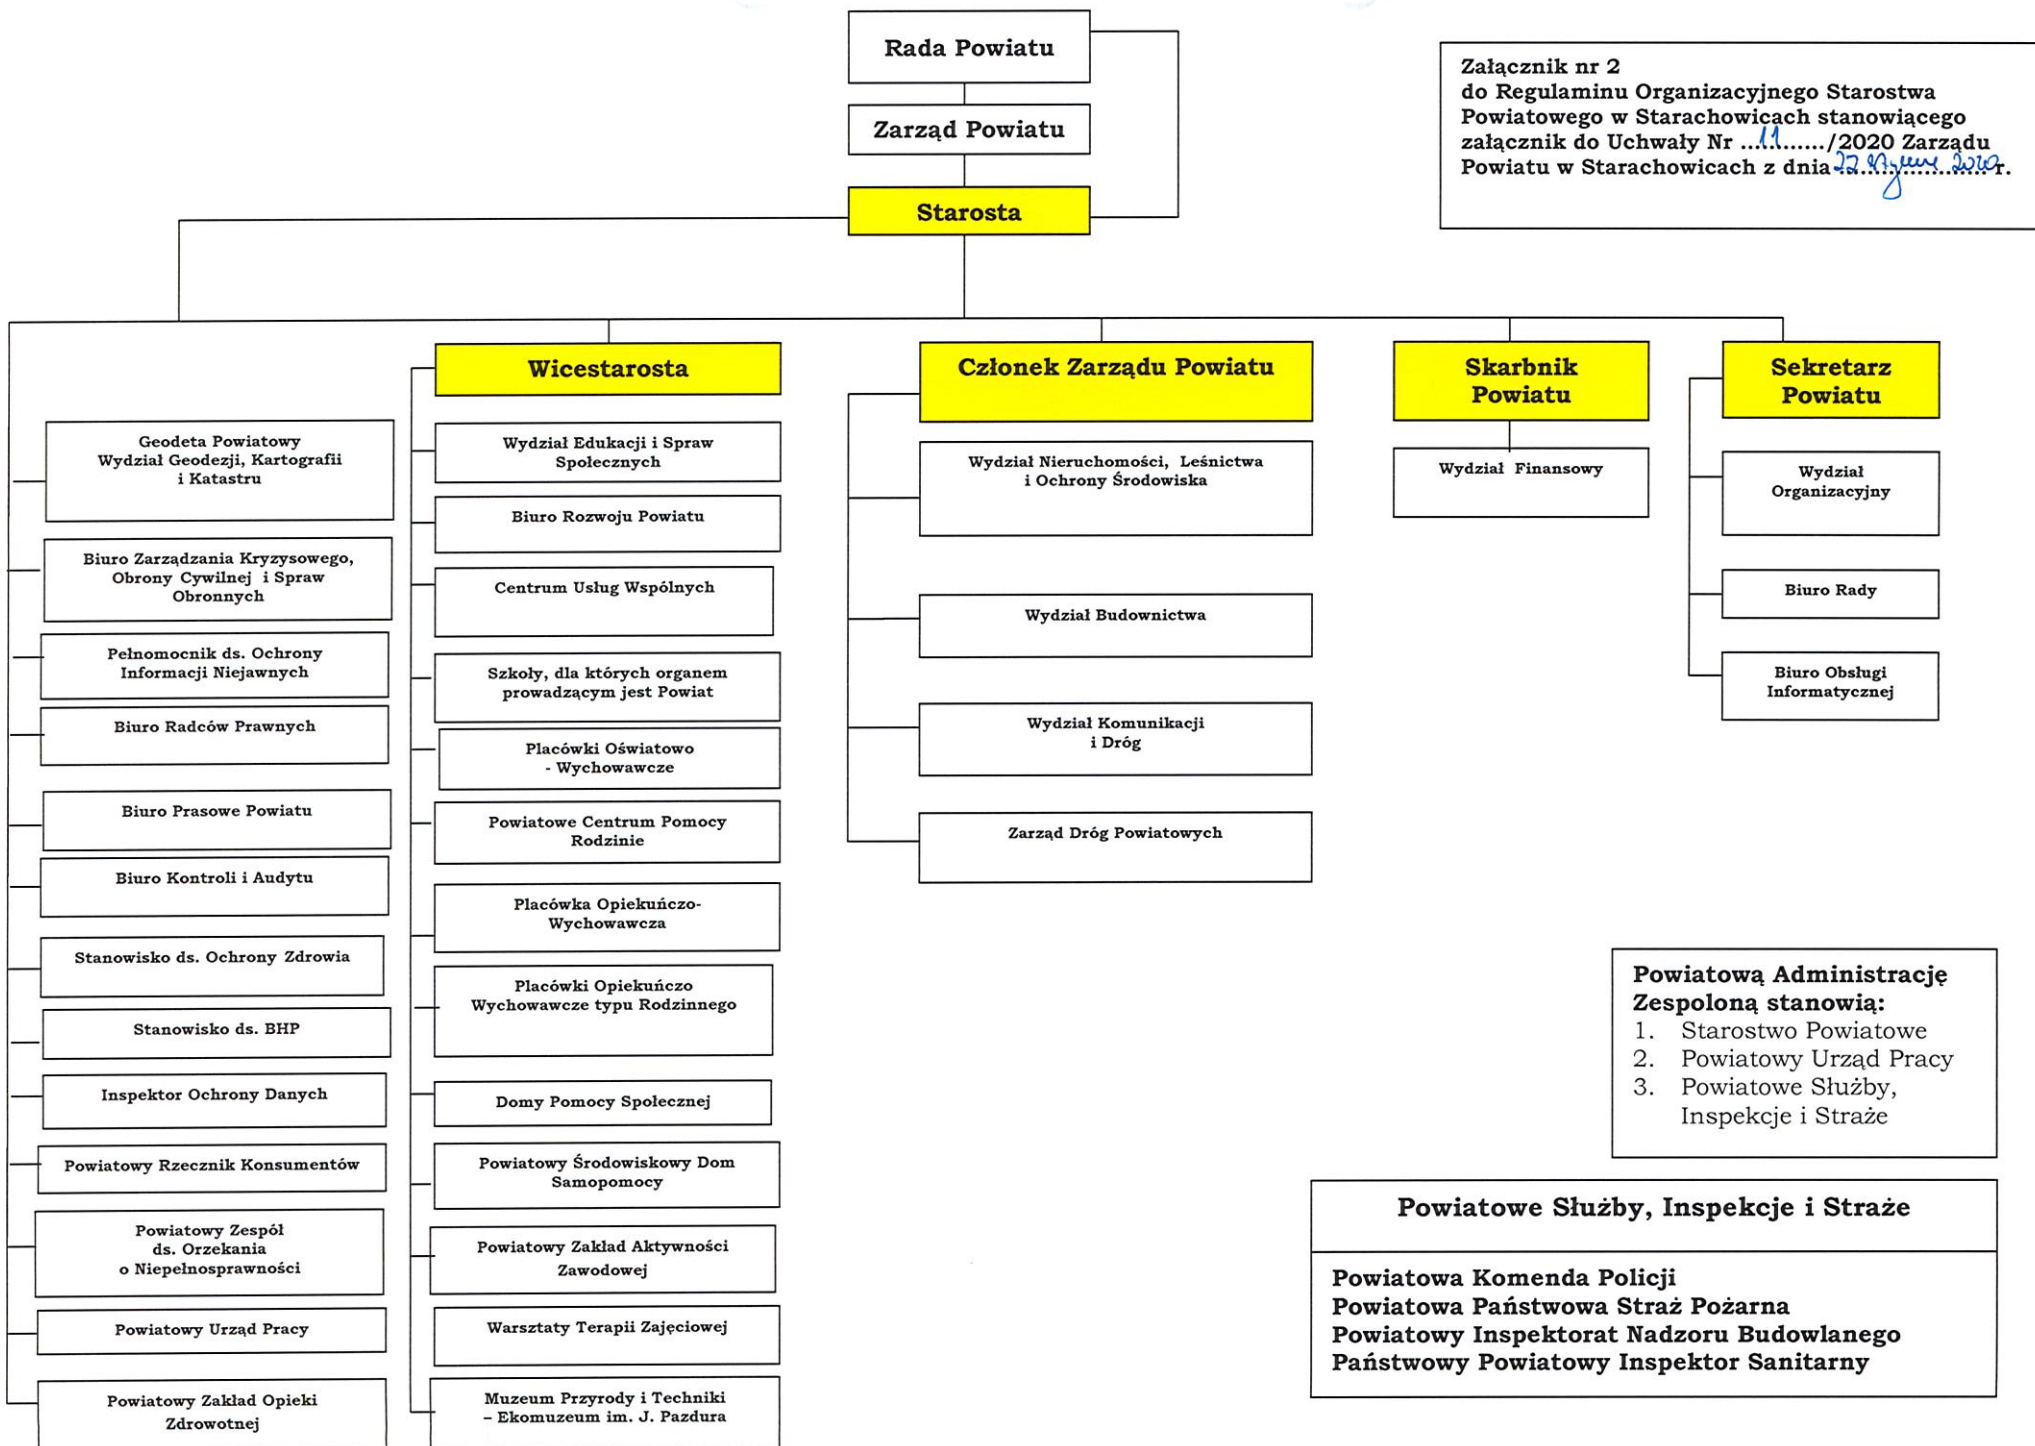 Rada Powiatu
Zarząd Powiatu
Starosta
Załącznik nr 2
do Regulaminu Organizacyjnego Starostwa
Powiatowego w Starachowicach stanowiącego
załącznik do Uchwały Nr ...11....../2020 Zarządu
Powiatu w Starachowicach z dnia 22 stycznia 2020 r.
Wicestarosta
Członek Zarządu Powiatu
Skarbnik
Powiatu
Sekretarz
Powiatu
Geodeta Powiatowy
Wydział Geodezji, Kartografii
i Katastru
Biuro Zarządzania Kryzysowego,
Obrony Cywilnej i Spraw
Obronnych
Pełnomocnik ds. Ochrony
Informacji Niejawnych
Biuro Radców Prawnych
Biuro Prasowe Powiatu
Biuro Kontroli i Audytu
Stanowisko ds. Ochrony Zdrowia
Stanowisko ds. BHP
Inspektor Ochrony Danych
Powiatowy Rzecznik Konsumentów
Powiatowy Zespół
ds. Orzekania
o Niepełnosprawności
Powiatowy Urząd Pracy
Powiatowy Zakład Opieki
Zdrowotnej
Wydział Edukacji i Spraw
Społecznych
Biuro Rozwoju Powiatu
Centrum Usług Wspólnych
Szkoły, dla których organem
prowadzącym jest Powiat
Placówki Oświatowo
- Wychowawcze
Powiatowe Centrum Pomocy
Rodzinie
Placówka Opiekuńczo-
Wychowawcza
Placówki Opiekuńczo
Wychowawcze typu Rodzinnego
Domy Pomocy Społecznej
Powiatowy Środowiskowy Dom
Samopomocy
Powiatowy Zakład Aktywności
Zawodowej
Warsztaty Terapii Zajęciowej
Muzeum Przyrody i Techniki
– Ekomuzeum im. J. Pazdura
Wydział Nieruchomości, Leśnictwa
i Ochrony Środowiska
Wydział Budownictwa
Wydział Komunikacji
i Dróg
Zarząd Dróg Powiatowych
Wydział Finansowy
Wydział
Organizacyjny
Biuro Rady
Biuro Obsługi
Informatycznej
Powiatową Administrację
Zespoloną stanowią:
1. Starostwo Powiatowe
2. Powiatowy Urząd Pracy
3. Powiatowe Służby,
Inspekcje i Straże
Powiatowe Służby, Inspekcje i Straże
Powiatowa Komenda Policji
Powiatowa Państwowa Straż Pożarna
Powiatowy Inspektorat Nadzoru Budowlanego
Państwowy Powiatowy Inspektor Sanitarny